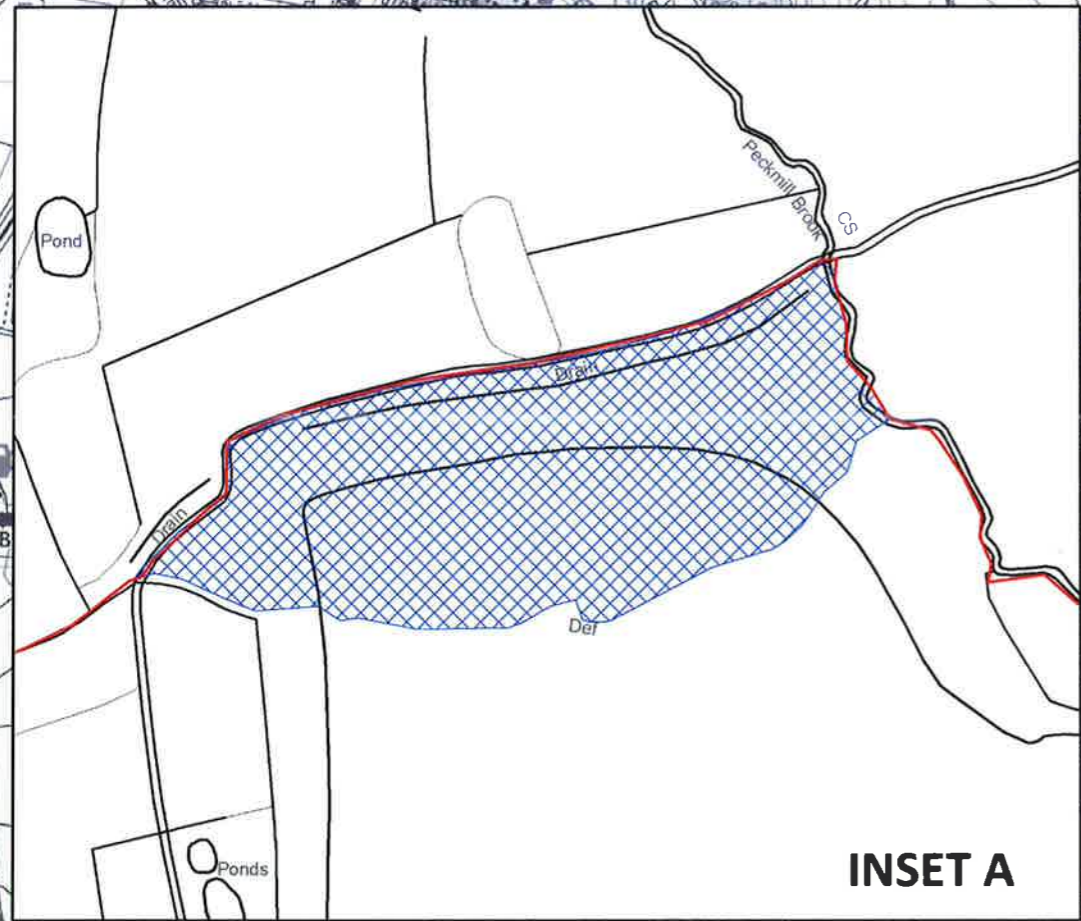 Peckmill Brook
CS
Pond
Drain
Drain
B
Def
Ponds
INSET A